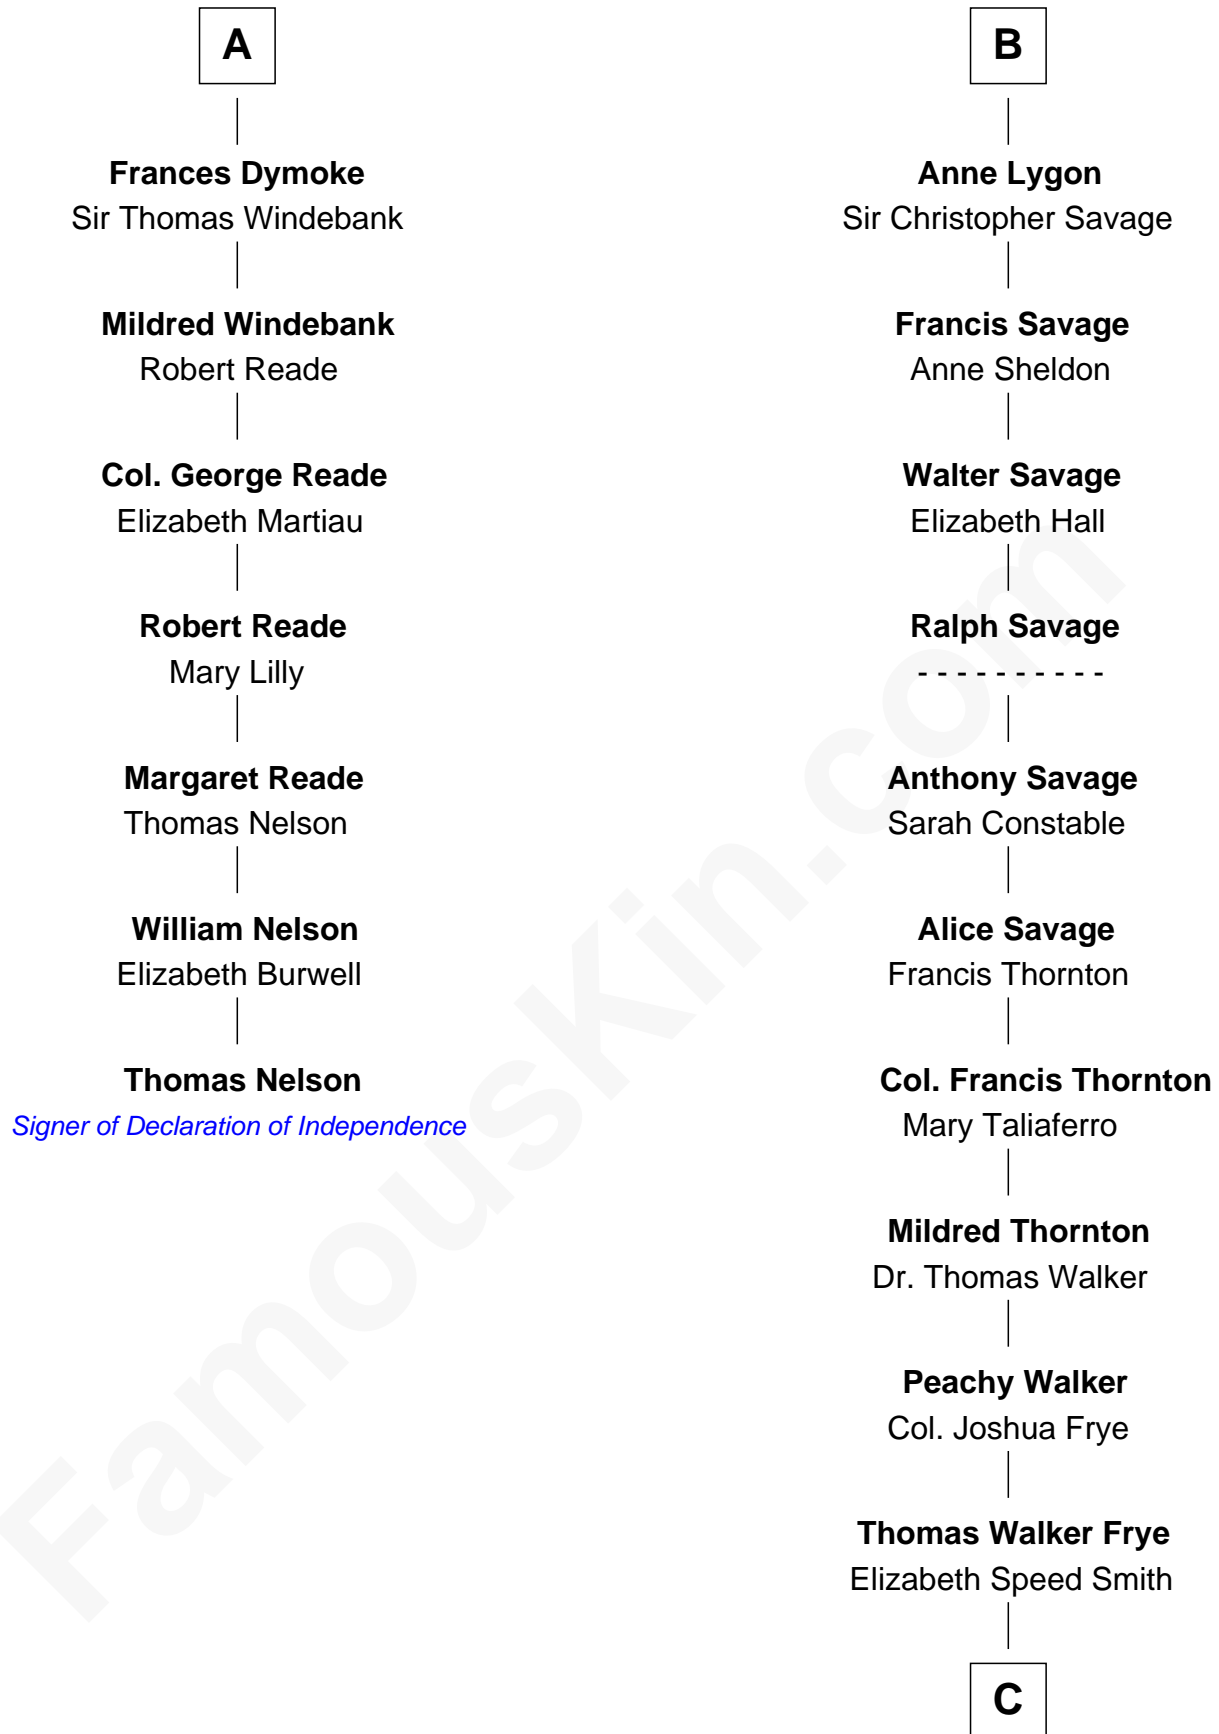 A
Frances Dymoke
Sir Thomas Windebank
Mildred Windebank
Robert Reade
Col. George Reade
Elizabeth Martiau
Robert Reade
Mary Lilly
Margaret Reade
Thomas Nelson
William Nelson
Elizabeth Burwell
Thomas Nelson
Signer of Declaration of Independence
B
Anne Lygon
Sir Christopher Savage
Francis Savage
Anne Sheldon
Walter Savage
Elizabeth Hall
Ralph Savage
- - - - - - - - - -
Anthony Savage
Sarah Constable
Alice Savage
Francis Thornton
Col. Francis Thornton
Mary Taliaferro
Mildred Thornton
Dr. Thomas Walker
Peachy Walker
Col. Joshua Frye
Thomas Walker Frye
Elizabeth Speed Smith
C
FamousKin.com